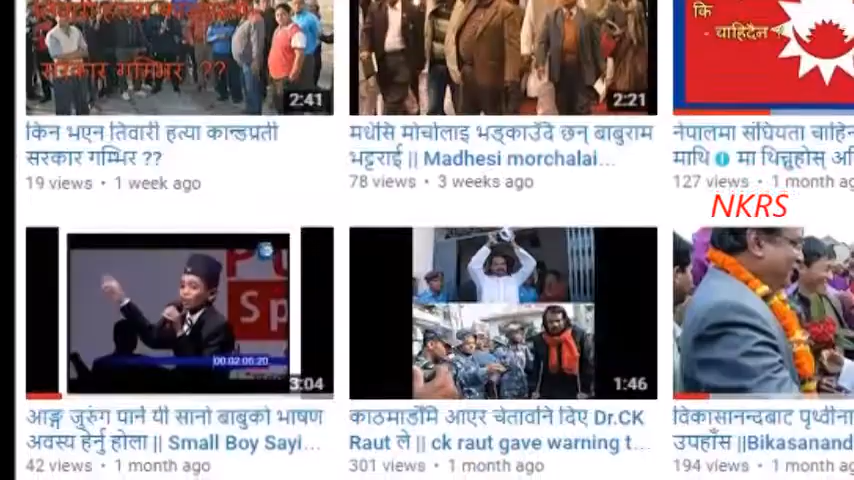 सरकार गम्भिर ??
कि
- चाहिदैन
2:41
2:21
किन भएन तिवारी हत्या कान्डप्रती
सरकार गम्भिर ??
19 views • 1 week ago
मधेसि मोर्चालाइ भड्काउँदै छन् बाबुराम
भट्टराई || Madhesi morchalai...
78 views • 3 weeks ago
नेपालमा संघियता चाहि
माथि मा थिच्नुहोस्
127 views • 1 month a
NKRS
Sp
00:02:06:20
3:04
1:46
आङ्ग जुरुंग पार्ने यी सानो बाबुको भाषण
अवस्य हेर्नु होला || Small Boy Sayi...
42 views • 1 month ago
काठमाडौंमै आएर चेतावनि दिए Dr.CK
Raut ले || ck raut gave warning t...
301 views • 1 month ago
विकासानन्दबाट पृथ्वीना
उपहाँस ||Bikasanand
194 views • 1 month a